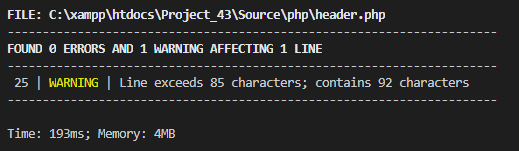 FILE: C:\xampp\htdocs\Project_43\Source\php\header.php
----------------------------------------------------------------------
FOUND 0 ERRORS AND 1 WARNING AFFECTING 1 LINE
----------------------------------------------------------------------
25 | WARNING | Line exceeds 85 characters; contains 92 characters
----------------------------------------------------------------------
Time: 193ms; Memory: 4MB